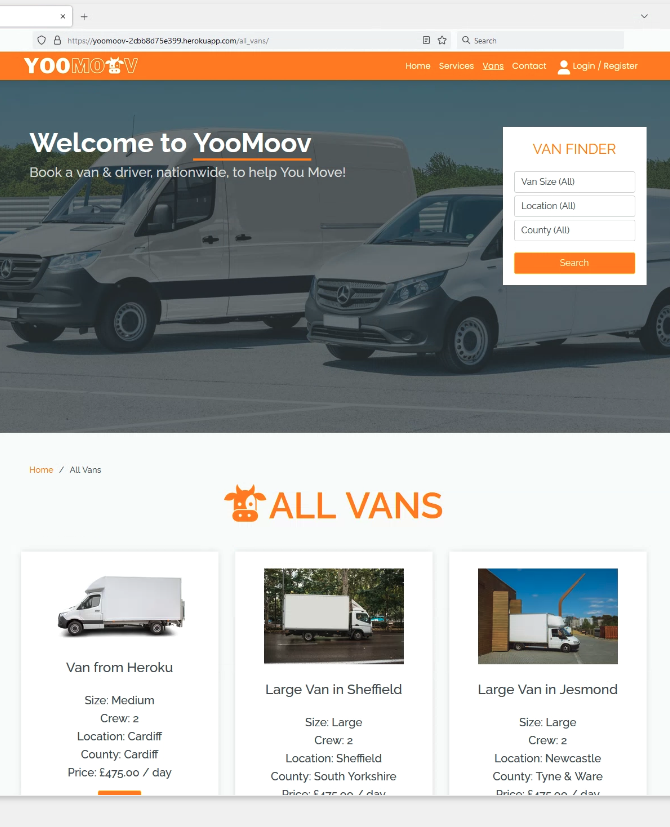 https://yoomoov-2cbb8d75e399.herokuapp.com/all_vans/
Search
YOOMOOV
Home Services Vans Contact Login / Register
Welcome to YooMoov
Book a van & driver, nationwide, to help You Move!
VAN FINDER
Van Size (All)
Location (All)
County (All)
Search
Home / All Vans
ALL VANS
Van from Heroku
Size: Medium
Crew: 2
Location: Cardiff
County: Cardiff
Price: £475.00 / day
Large Van in Sheffield
Size: Large
Crew: 2
Location: Sheffield
County: South Yorkshire
Price: £475.00 / day
Large Van in Jesmond
Size: Large
Crew: 2
Location: Newcastle
County: Tyne & Ware
Price: £475.00 / day